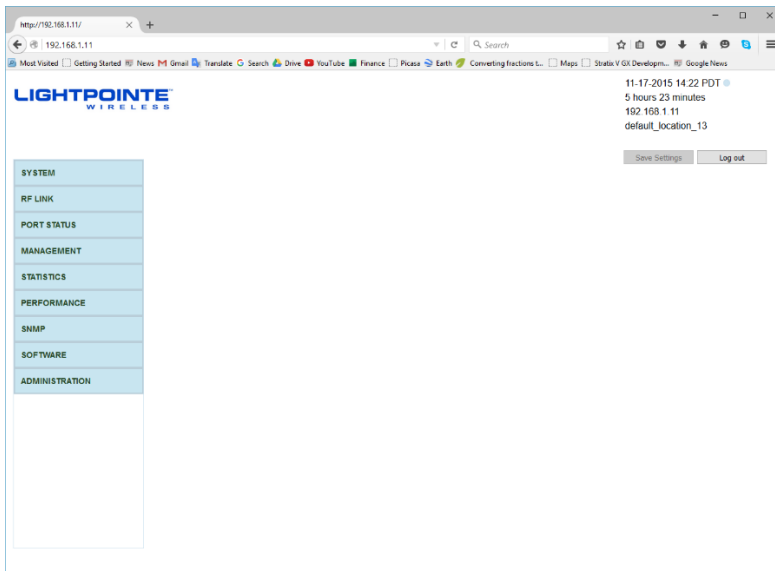 http://192.168.1.11/
192.168.1.11
Search
Most Visited Getting Started News Gmail Translate Search Drive YouTube Finance Picasa Earth Converting fractions t... Maps Stratix V GX Developm... Google News
LIGHTPOINTE
WIRELESS
11-17-2015 14:22 PDT
5 hours 23 minutes
192.168.1.11
default_location_13
Save Settings Log out
SYSTEM
RF LINK
PORT STATUS
MANAGEMENT
STATISTICS
PERFORMANCE
SNMP
SOFTWARE
ADMINISTRATION